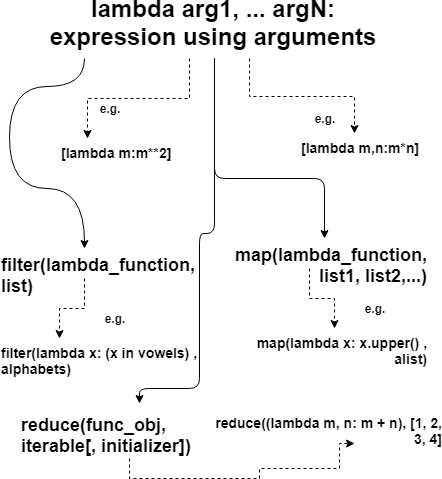 lambda arg1, ... argN:
expression using arguments
e.g.
e.g.
[lambda m:m**2]
[lambda m,n:m*n]
filter(lambda_function,
list)
map(lambda_function,
list1, list2,...)
e.g.
e.g.
filter(lambda x: (x in vowels) ,
alphabets)
map(lambda x: x.upper() ,
alist)
reduce(func_obj,
iterable[, initializer])
reduce((lambda m, n: m + n), [1, 2,
3, 4]